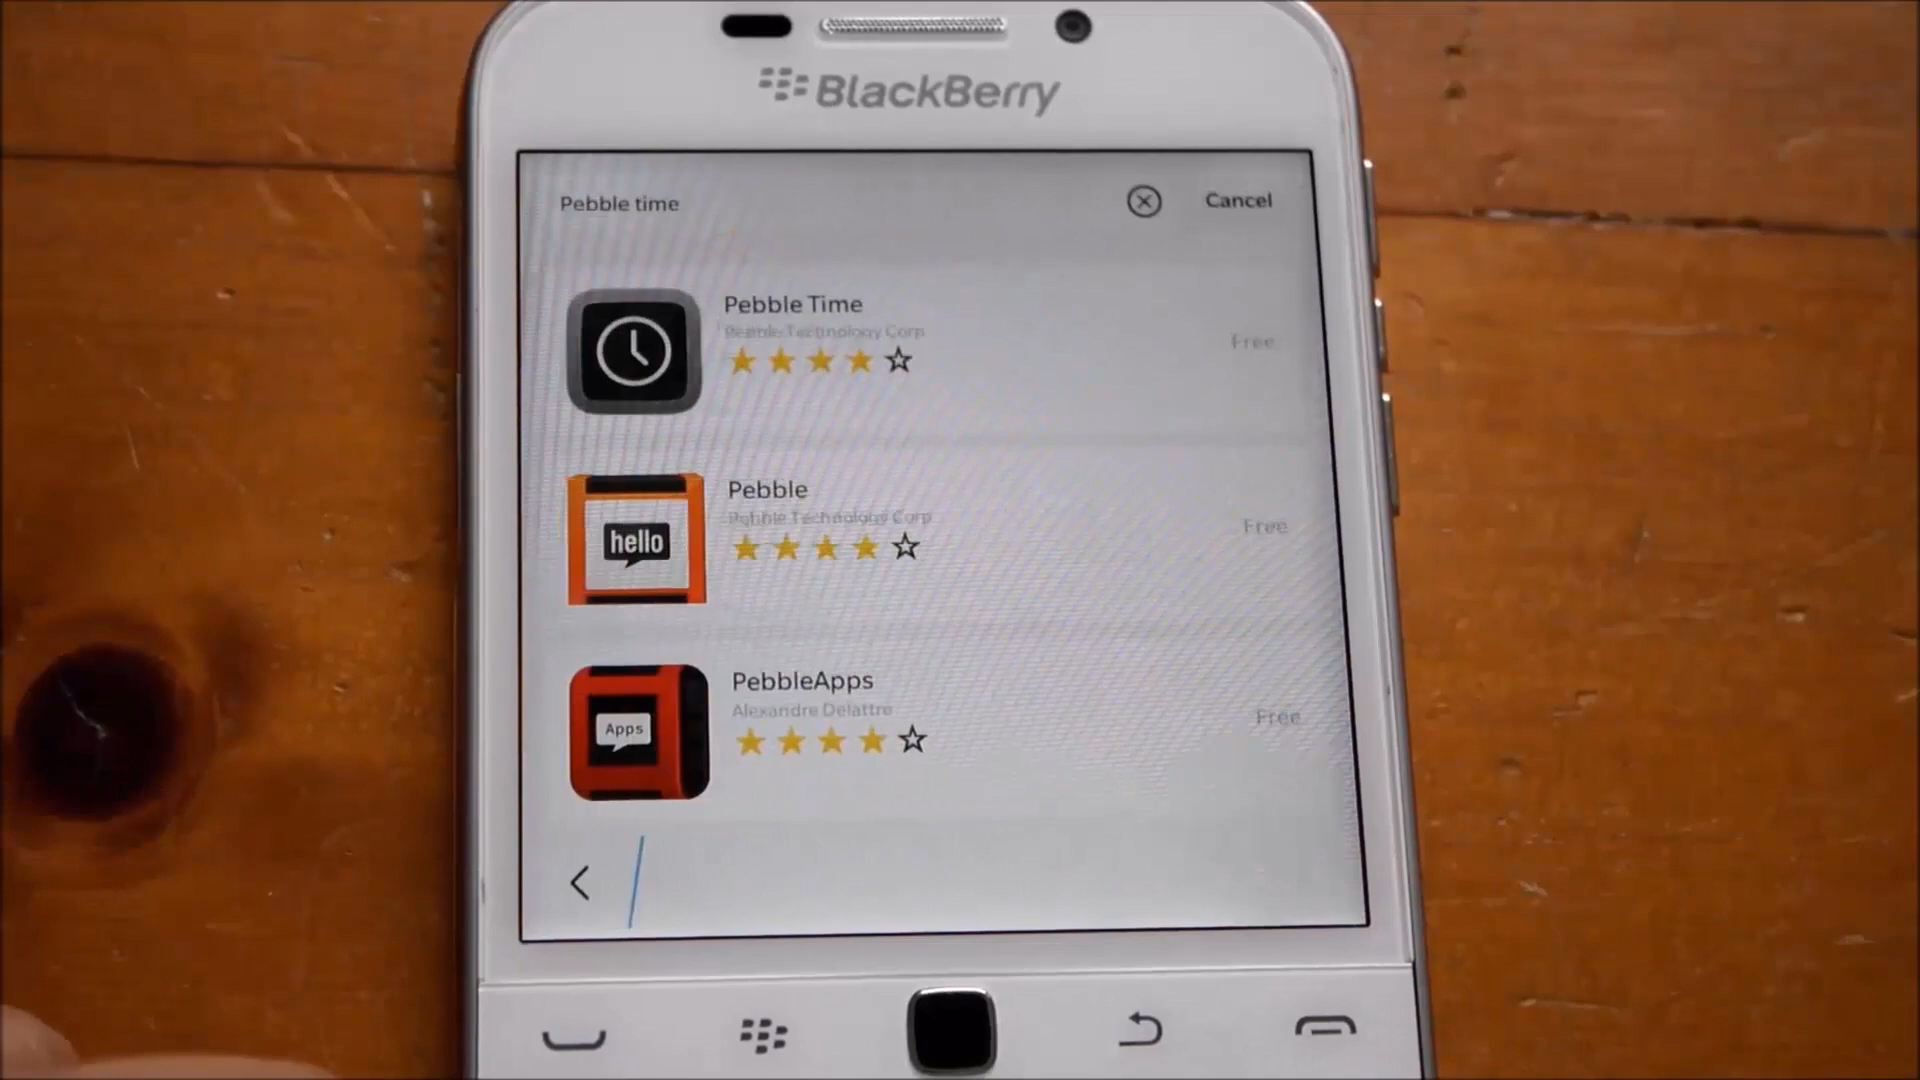 BlackBerry
Pebble time
Cancel
Pebble Time
Pebble Technology Corp
Free
Pebble
Pebble Technology Corp
Free
hello
PebbleApps
Alexandre Delattre
Free
Apps